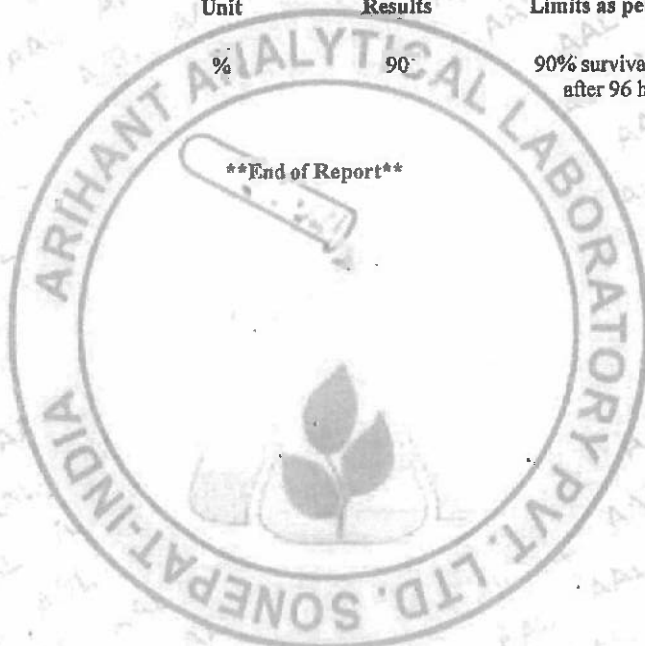 Unit Results Limits as pe
% 90 90% surviva
after 96 h
**End of Report**
ARIHANT ANALYTICAL LABORATORY PVT. LTD. SONEPAT-INDIA